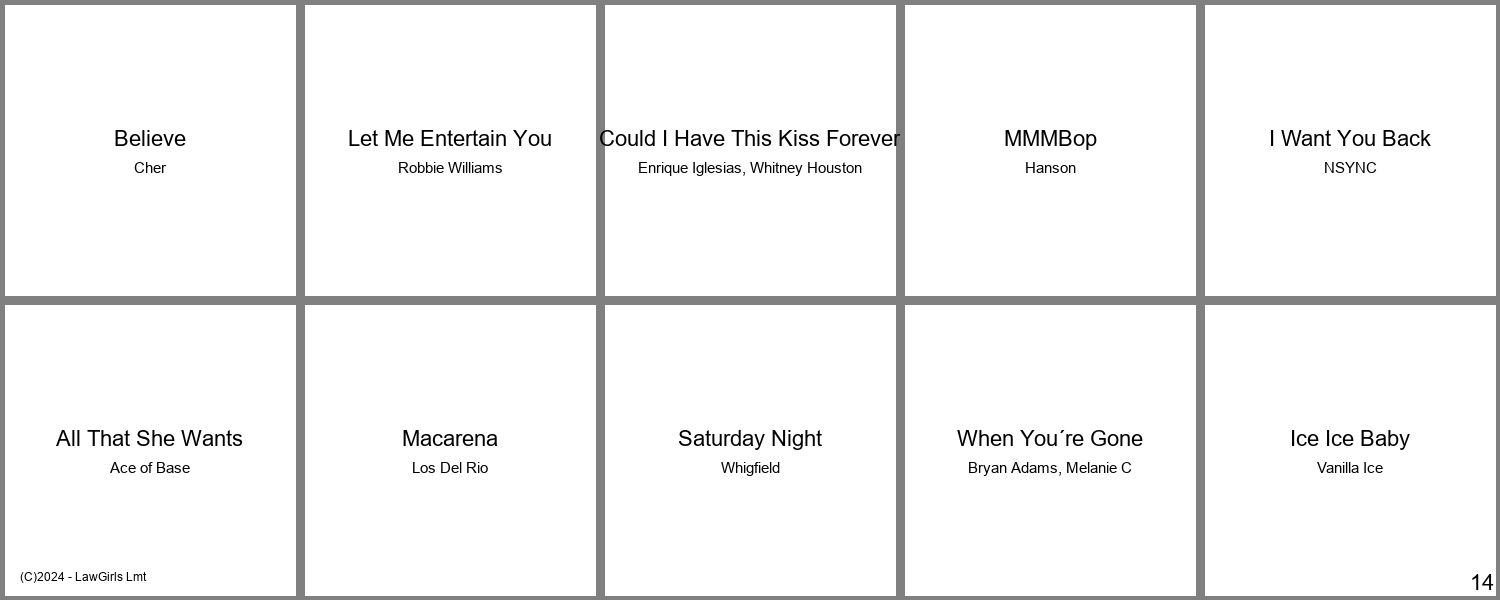 Believe
Cher
Let Me Entertain You
Robbie Williams
Could I Have This Kiss Forever
Enrique Iglesias, Whitney Houston
MMMBop
Hanson
I Want You Back
NSYNC
All That She Wants
Ace of Base
Macarena
Los Del Rio
Saturday Night
Whigfield
When You´re Gone
Bryan Adams, Melanie C
Ice Ice Baby
Vanilla Ice
(C)2024 - LawGirls Lmt
14